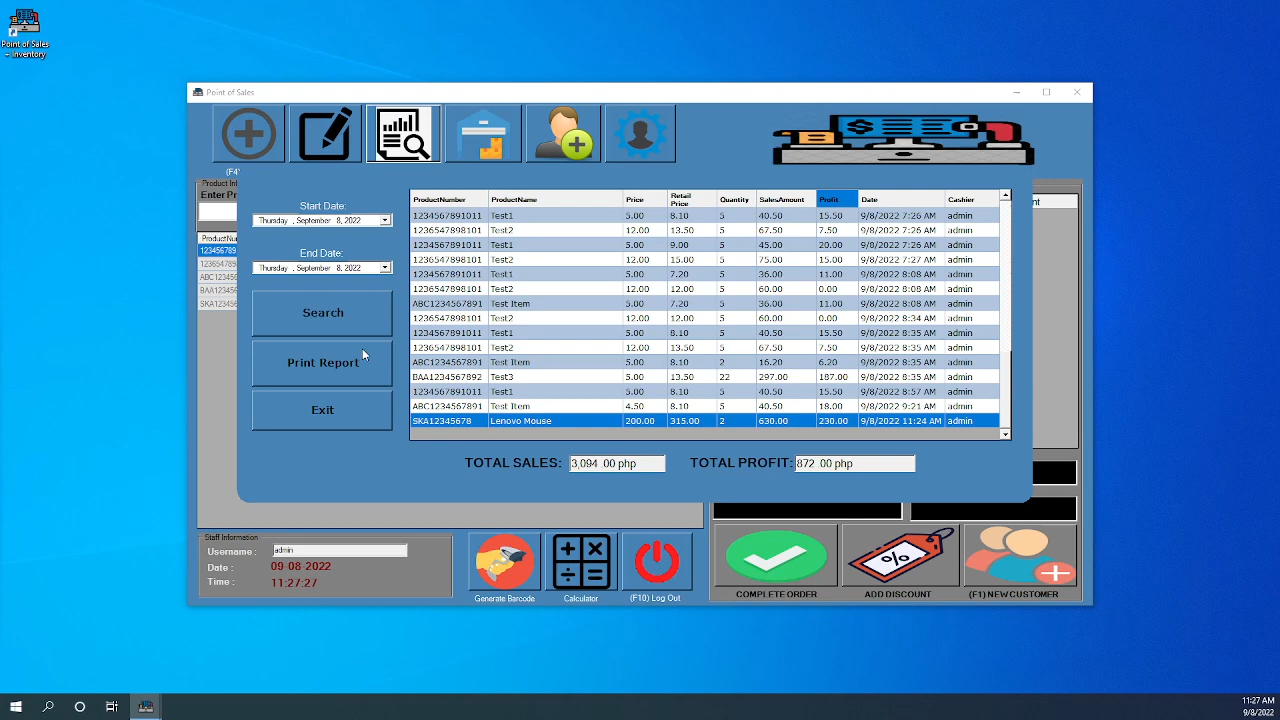 Point of Sales
- Inventory
Point of Sales
(F4)
Product Inf
Enter Pr
ProductNu
123456789
123654798
ABC123456
BAA123456
SKA123456
Start Date:
Thursday , September 8, 2022
End Date:
Thursday , September 8, 2022
Search
Print Report
Exit
ProductNumber ProductName Price Retail Price Quantity SalesAmount Profit Date Cashier
1234567891011 Test1 5.00 8.10 5 40.50 15.50 9/8/2022 7:26 AM admin
1236547898101 Test2 12.00 13.50 5 67.50 7.50 9/8/2022 7:26 AM admin
1234567891011 Test1 5.00 9.00 5 45.00 20.00 9/8/2022 7:26 AM admin
1236547898101 Test2 12.00 15.00 5 75.00 15.00 9/8/2022 7:26 AM admin
1234567891011 Test1 5.00 7.20 5 36.00 11.00 9/8/2022 8:08 AM admin
1236547898101 Test2 12.00 12.00 5 60.00 0.00 9/8/2022 8:08 AM admin
ABC1234567891 Test Item 5.00 7.20 5 36.00 11.00 9/8/2022 8:08 AM admin
1236547898101 Test2 12.00 12.00 5 60.00 0.00 9/8/2022 8:34 AM admin
1234567891011 Test1 5.00 8.10 5 40.50 15.50 9/8/2022 8:35 AM admin
1236547898101 Test2 12.00 13.50 5 67.50 7.50 9/8/2022 8:35 AM admin
ABC1234567891 Test Item 5.00 8.10 2 16.20 6.20 9/8/2022 8:35 AM admin
BAA1234567892 Test3 5.00 13.50 22 297.00 187.00 9/8/2022 8:35 AM admin
1234567891011 Test1 5.00 8.10 5 40.50 15.50 9/8/2022 8:57 AM admin
ABC1234567891 Test Item 4.50 8.10 5 40.50 18.00 9/8/2022 9:21 AM admin
SKA12345678 Lenovo Mouse 200.00 315.00 2 630.00 230.00 9/8/2022 11:24 AM admin
TOTAL SALES: 3,094 .00 php TOTAL PROFIT: 872 .00 php
nt
Staff Information
Username : admin
Date : 09-08-2022
Time : 11:27:27
Generate Barcode
Calculator
(F10) Log Out
COMPLETE ORDER
ADD DISCOUNT
(F1) NEW CUSTOMER
11:27 AM
9/8/2022